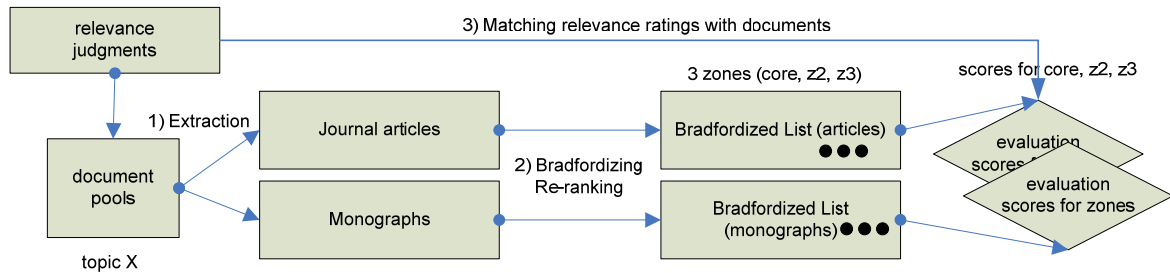 relevance
judgments
3) Matching relevance ratings with documents
3 zones (core, z2, z3)
scores for core, z2, z3
1) Extraction
Journal articles
Bradfordized List (articles)
evaluation
scores for
document
pools
2) Bradfordizing
Re-ranking
Monographs
Bradfordized List
(monographs)
evaluation
scores for zones
topic X